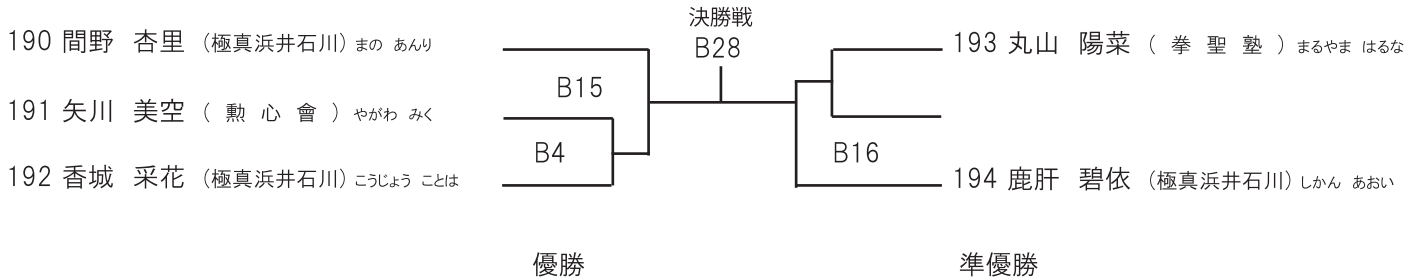 決勝戦
B28
190 間野 杏里 (極真浜井石川) まの あんり
193 丸山 陽菜 ( 拳 聖 塾 ) まるやま はるな
B15
191 矢川 美空 ( 勲 心 會 ) やがわ みく
B4
B16
192 香城 采花 (極真浜井石川) こうじょう ことは
194 鹿肝 碧依 (極真浜井石川) しかん あおい
優勝
準優勝